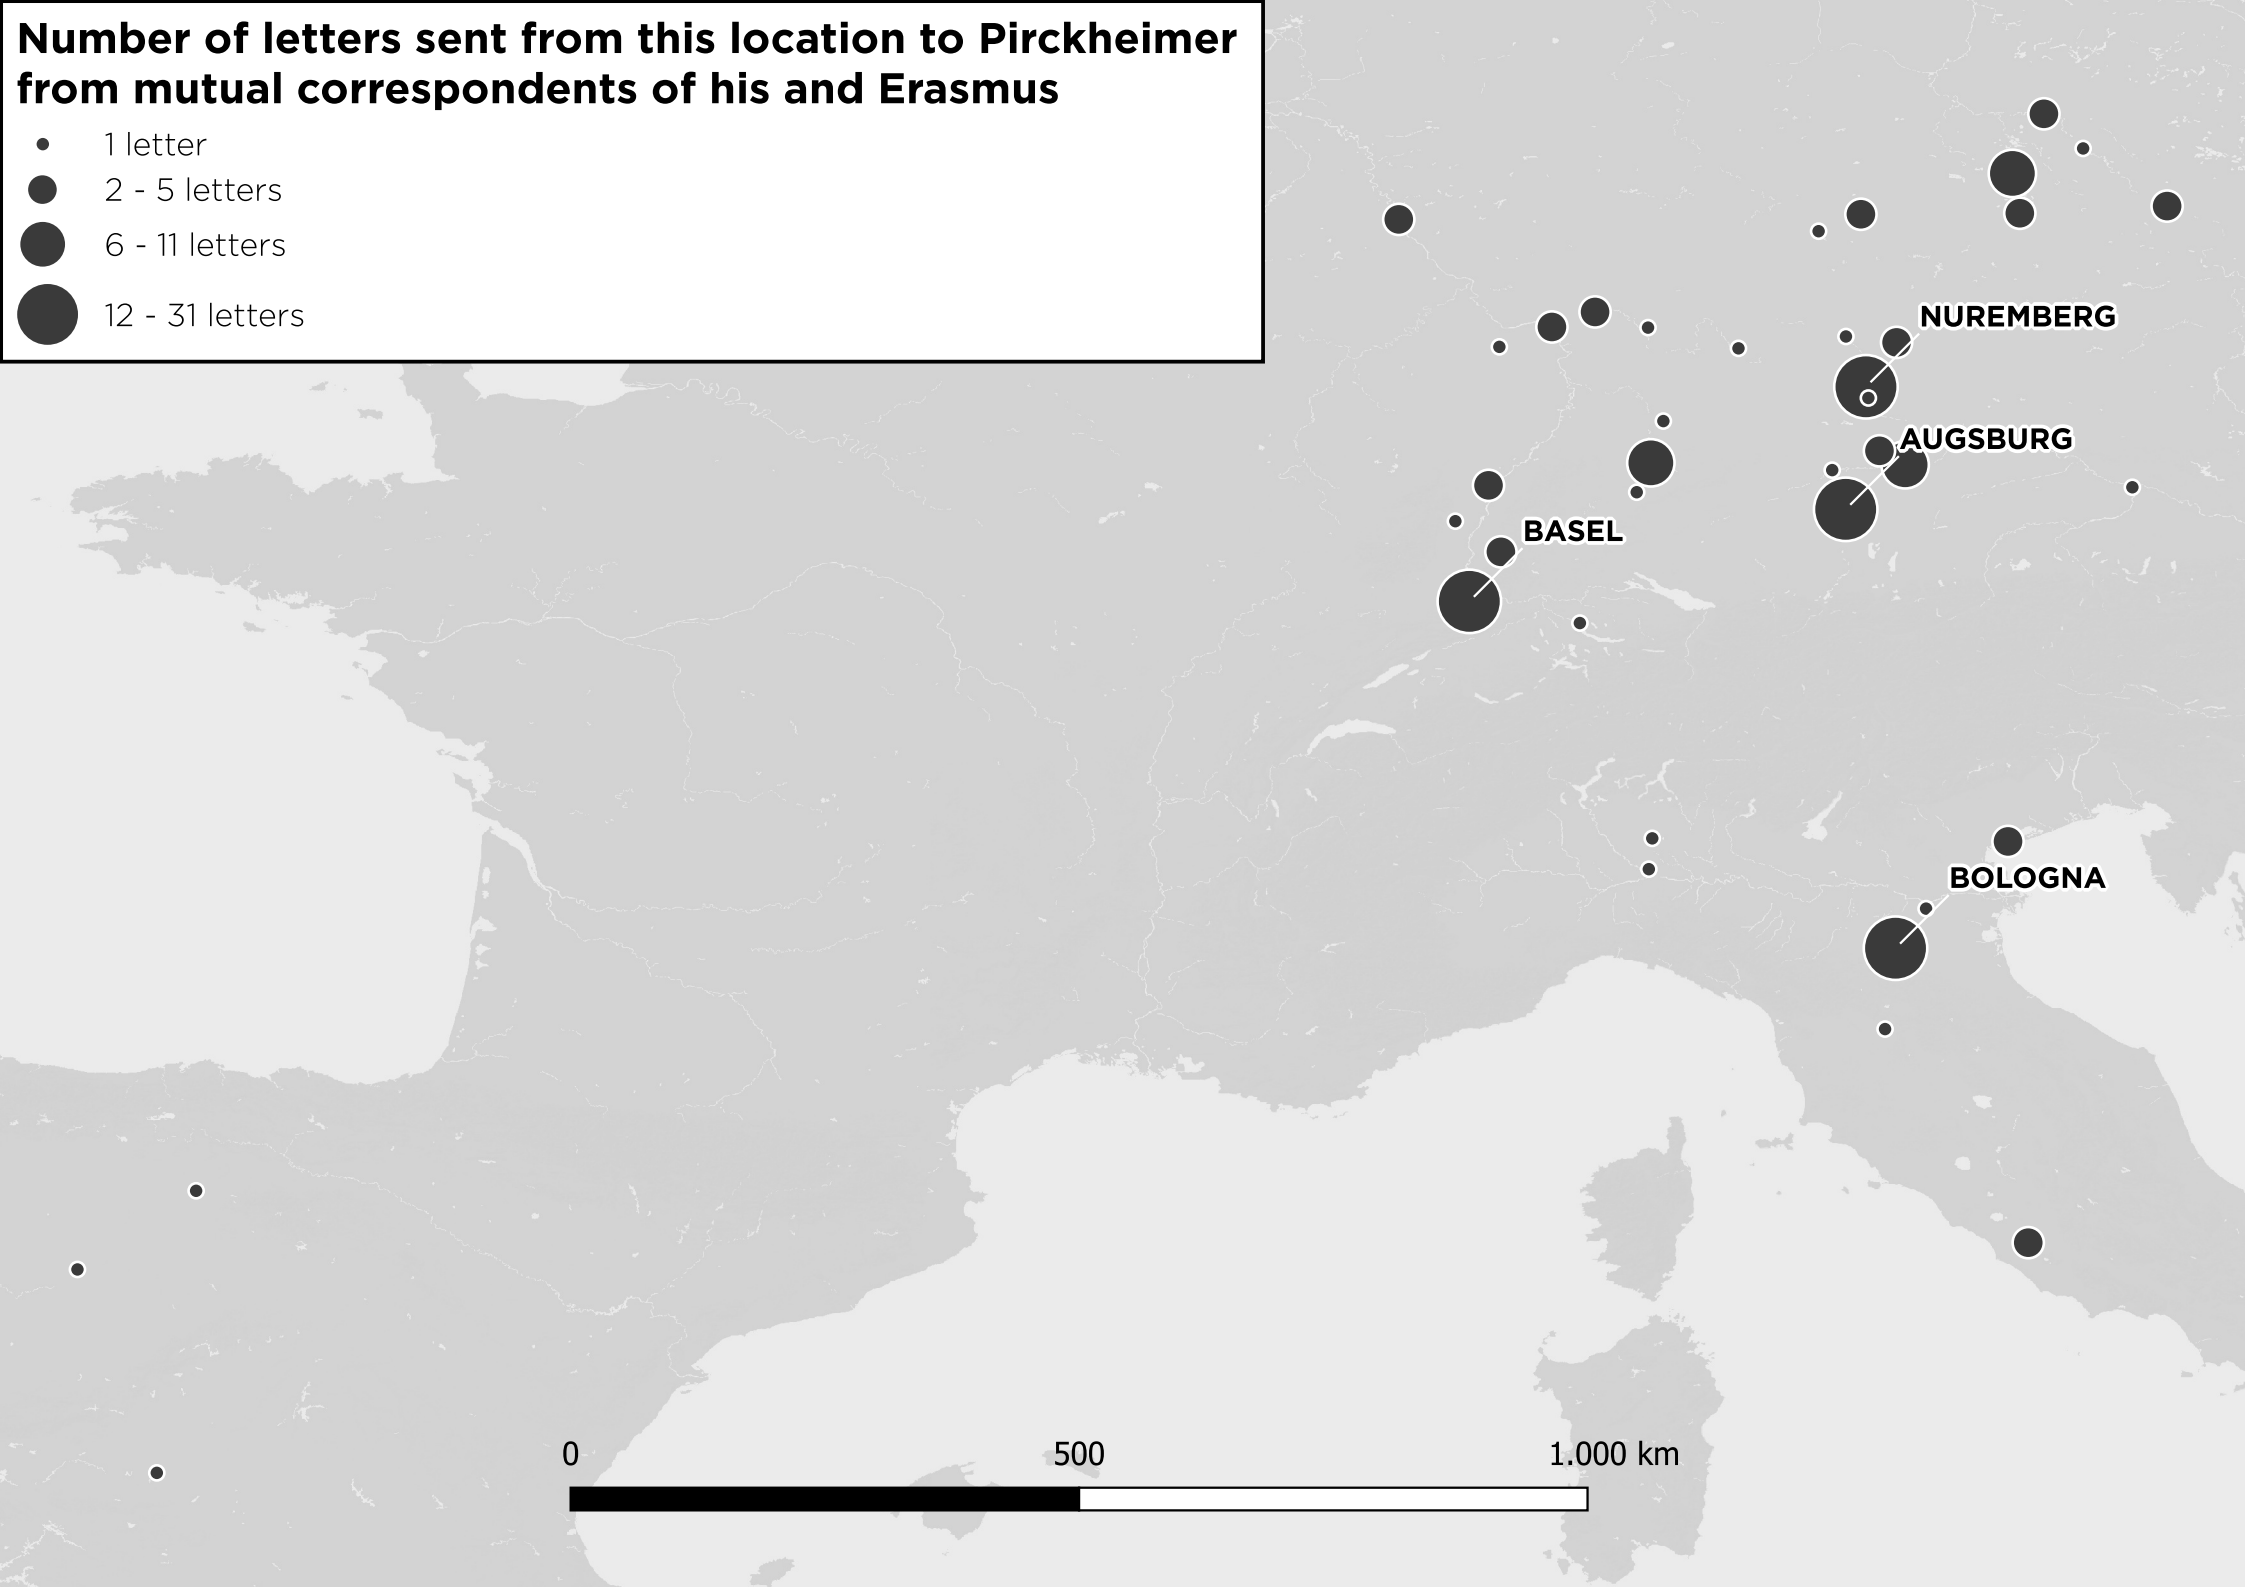 Number of letters sent from this location to Pirckheimer
from mutual correspondents of his and Erasmus
1 letter
2 - 5 letters
6 - 11 letters
12 - 31 letters
NUREMBERG
AUGSBURG
BASEL
BOLOGNA
0 500 1.000 km